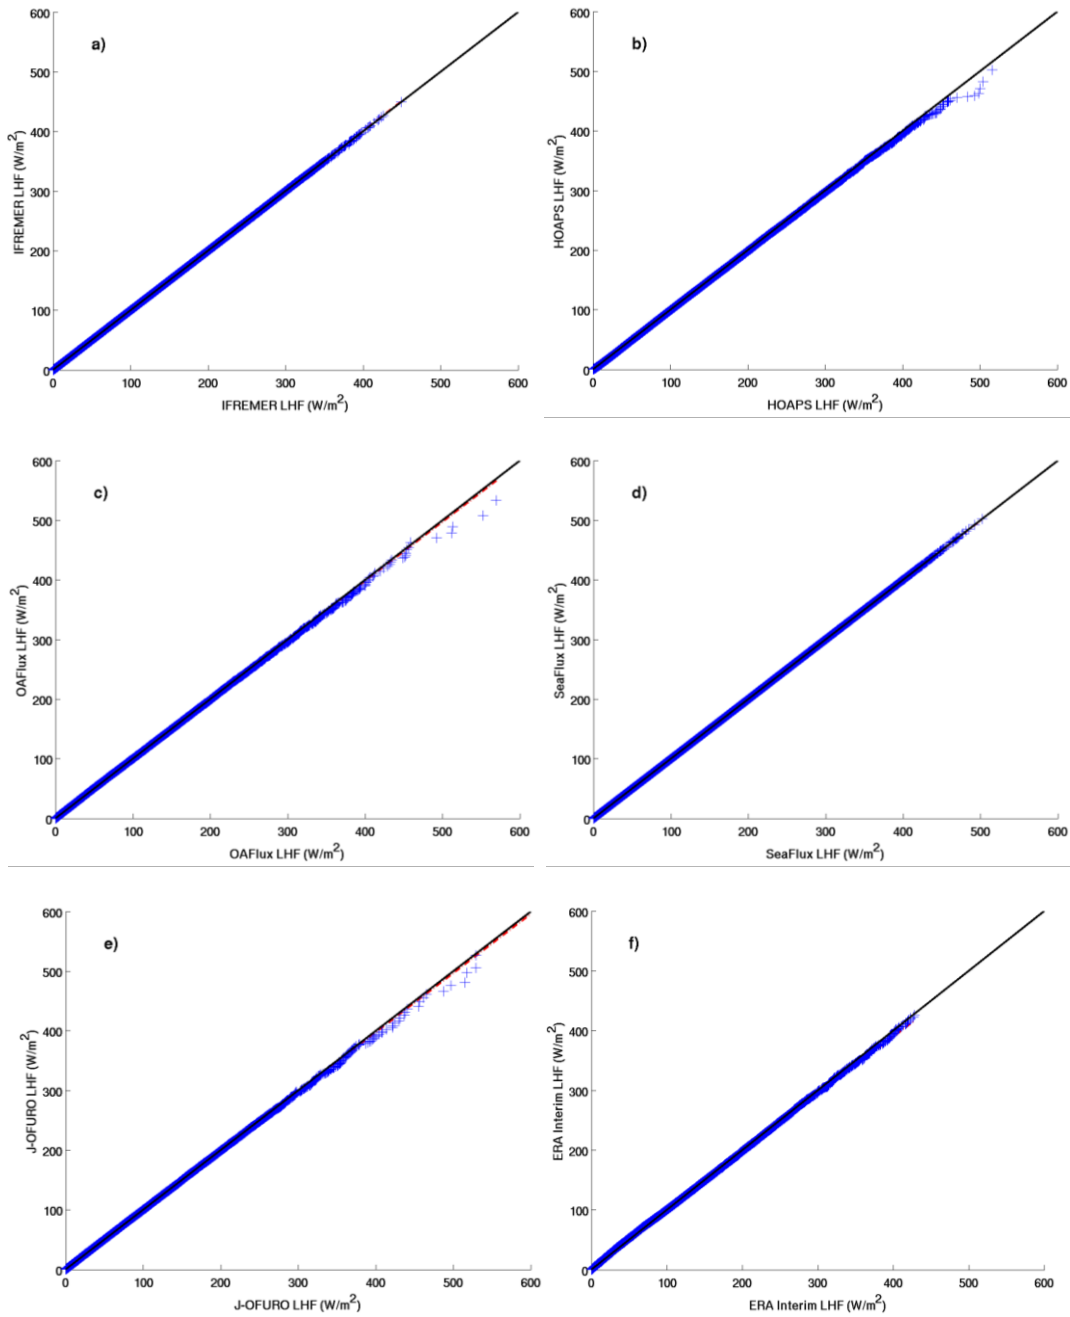 a)
600
500
400
300
200
100
0
0 100 200 300 400 500 600
IFREMER LHF (W/m²)
IFREMER LHF (W/m²)
b)
600
500
400
300
200
100
0
0 100 200 300 400 500 600
HOAPS LHF (W/m²)
HOAPS LHF (W/m²)
c)
600
500
400
300
200
100
0
0 100 200 300 400 500 600
OAFlux LHF (W/m²)
OAFlux LHF (W/m²)
d)
600
500
400
300
200
100
0
0 100 200 300 400 500 600
SeaFlux LHF (W/m²)
SeaFlux LHF (W/m²)
e)
600
500
400
300
200
100
0
0 100 200 300 400 500 600
J-OFURO LHF (W/m²)
J-OFURO LHF (W/m²)
f)
600
500
400
300
200
100
0
0 100 200 300 400 500 600
ERA Interim LHF (W/m²)
ERA Interim LHF (W/m²)